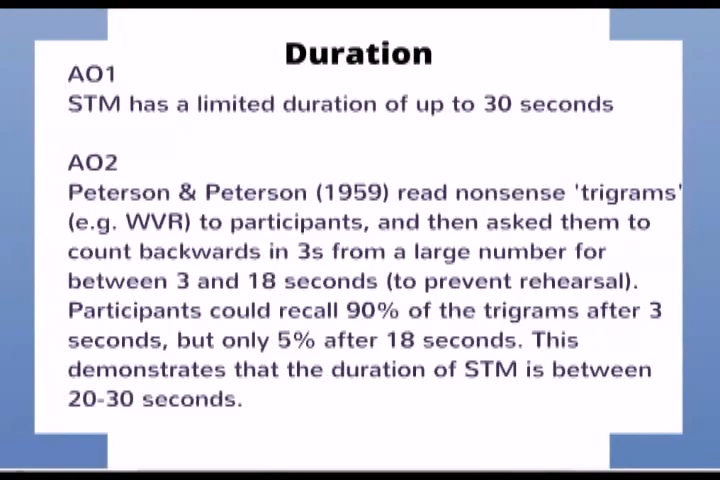 Duration
AO1
STM has a limited duration of up to 30 seconds
AO2
Peterson & Peterson (1959) read nonsense 'trigrams'
(e.g. WVR) to participants, and then asked them to
count backwards in 3s from a large number for
between 3 and 18 seconds (to prevent rehearsal).
Participants could recall 90% of the trigrams after 3
seconds, but only 5% after 18 seconds. This
demonstrates that the duration of STM is between
20-30 seconds.